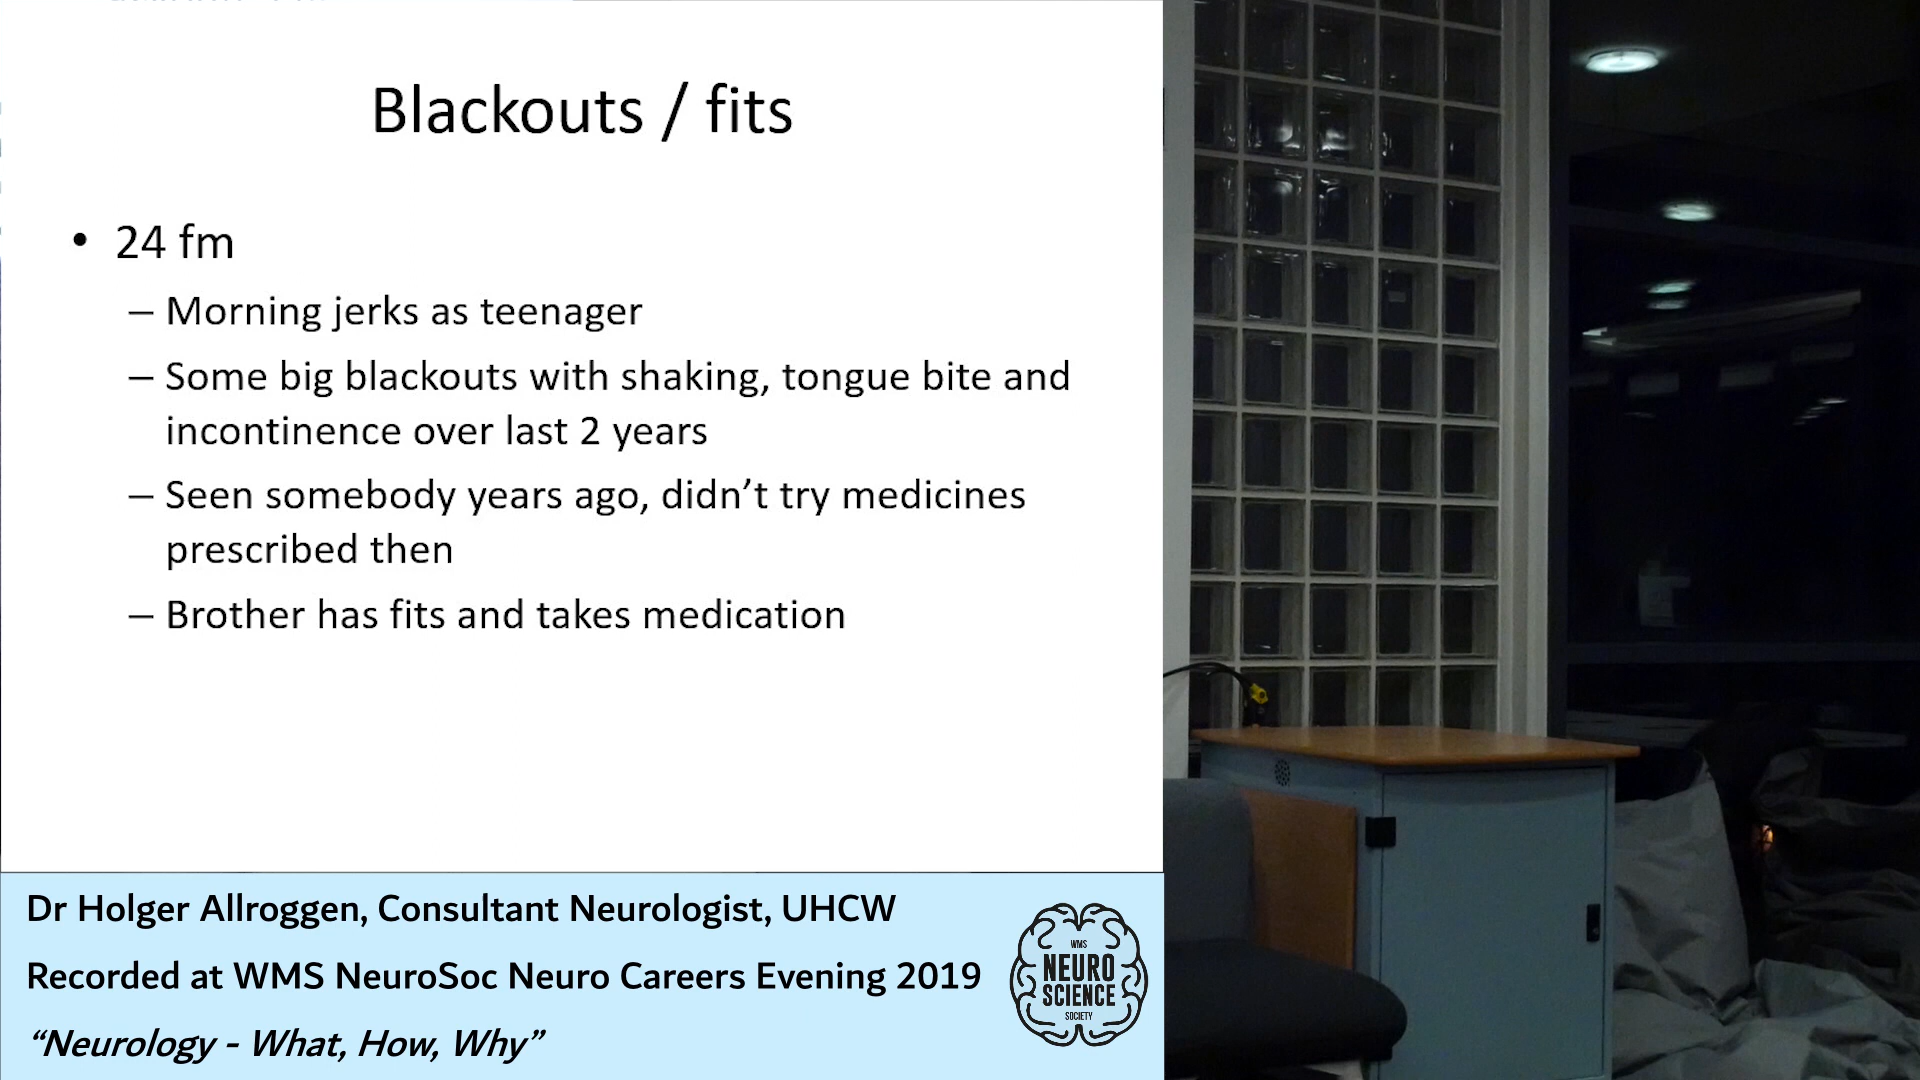 Blackouts / fits
• 24 fm
– Morning jerks as teenager
– Some big blackouts with shaking, tongue bite and
incontinence over last 2 years
– Seen somebody years ago, didn’t try medicines
prescribed then
– Brother has fits and takes medication
Dr Holger Allroggen, Consultant Neurologist, UHCW
Recorded at WMS NeuroSoc Neuro Careers Evening 2019
“Neurology - What, How, Why”
WMS
NEURO
SCIENCE
SOCIETY